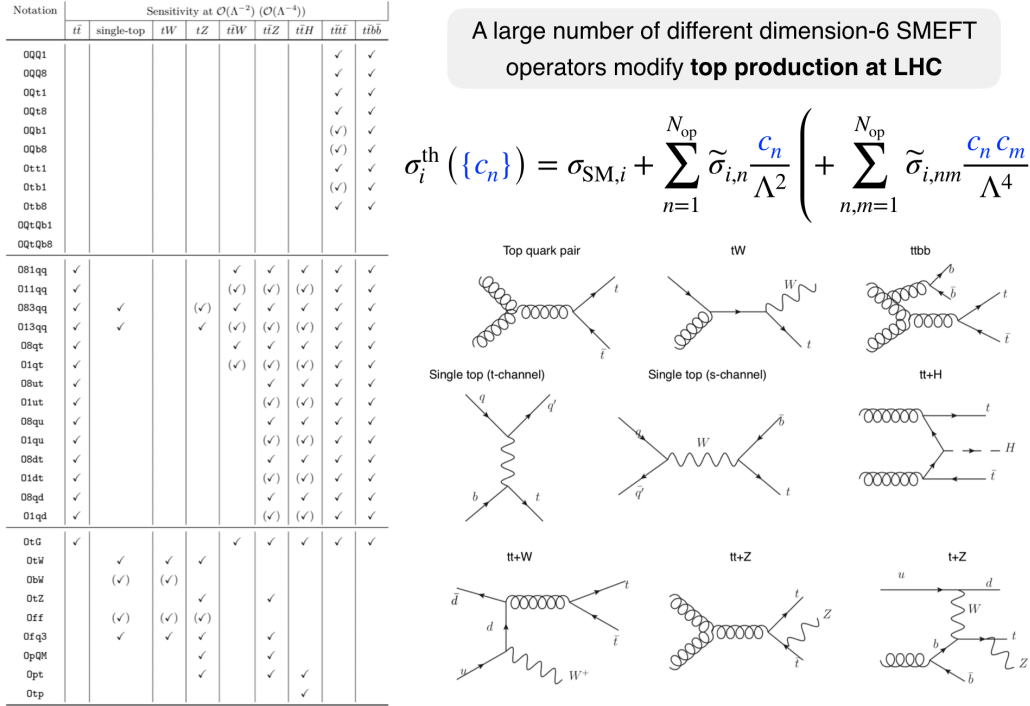 Notation Sensitivity at 𝒪(Λ⁻²) (𝒪(Λ⁻⁴))
tt̄ single-top tW tZ tt̄W tt̄Z tt̄H tt̄tt̄ tt̄bb̄
OQQ1 ✓ ✓
OQQ8 ✓ ✓
OQt1 ✓ ✓
OQt8 ✓ ✓
OQb1 (✓) ✓
OQb8 (✓) ✓
Ott1 ✓ ✓
Otb1 (✓) ✓
Otb8 ✓ ✓
OQtQb1
OQtQb8
O81qq ✓ ✓ ✓ ✓ ✓ ✓
O11qq ✓ (✓) (✓) (✓) ✓ ✓
O83qq ✓ ✓ (✓) ✓ ✓ ✓ ✓ ✓
O13qq ✓ ✓ ✓ (✓) (✓) (✓) ✓ ✓
O8qt ✓ ✓ ✓ ✓ ✓ ✓
O1qt ✓ (✓) (✓) (✓) ✓ ✓
O8ut ✓ ✓ ✓ ✓ ✓
O1ut ✓ (✓) (✓) ✓ ✓
O8qu ✓ ✓ ✓ ✓ ✓
O1qu ✓ (✓) (✓) ✓ ✓
O8dt ✓ ✓ ✓ ✓ ✓
O1dt ✓ (✓) (✓) ✓ ✓
O8qd ✓ ✓ ✓ ✓ ✓
O1qd ✓ (✓) (✓) ✓ ✓
OtG ✓ ✓ ✓ ✓ ✓ ✓
OtW ✓ ✓ ✓
ObW (✓) (✓)
OtZ ✓ ✓
Off (✓) (✓) (✓)
Ofq3 ✓ ✓ ✓ ✓
OpQM ✓ ✓
Opt ✓ ✓ ✓
Otp ✓
A large number of different dimension-6 SMEFT
operators modify top production at LHC
σ_i^th ({c_n}) = σ_SM,i + ∑_{n=1}^{N_op} σ̃_{i,n} c_n/Λ² ( + ∑_{n,m=1}^{N_op} σ̃_{i,nm} c_n c_m/Λ⁴
Top quark pair
t
t̄
tW
W
t
ttbb
b
b̄
t
t̄
Single top (t-channel)
q
q′
b
t
Single top (s-channel)
q
q̄′
W
b̄
t
tt+H
t
H
t̄
tt+W
d̄
d
u
t
t̄
W⁺
tt+Z
t
Z
t̄
t+Z
u
d
W
b
t
b̄
Z